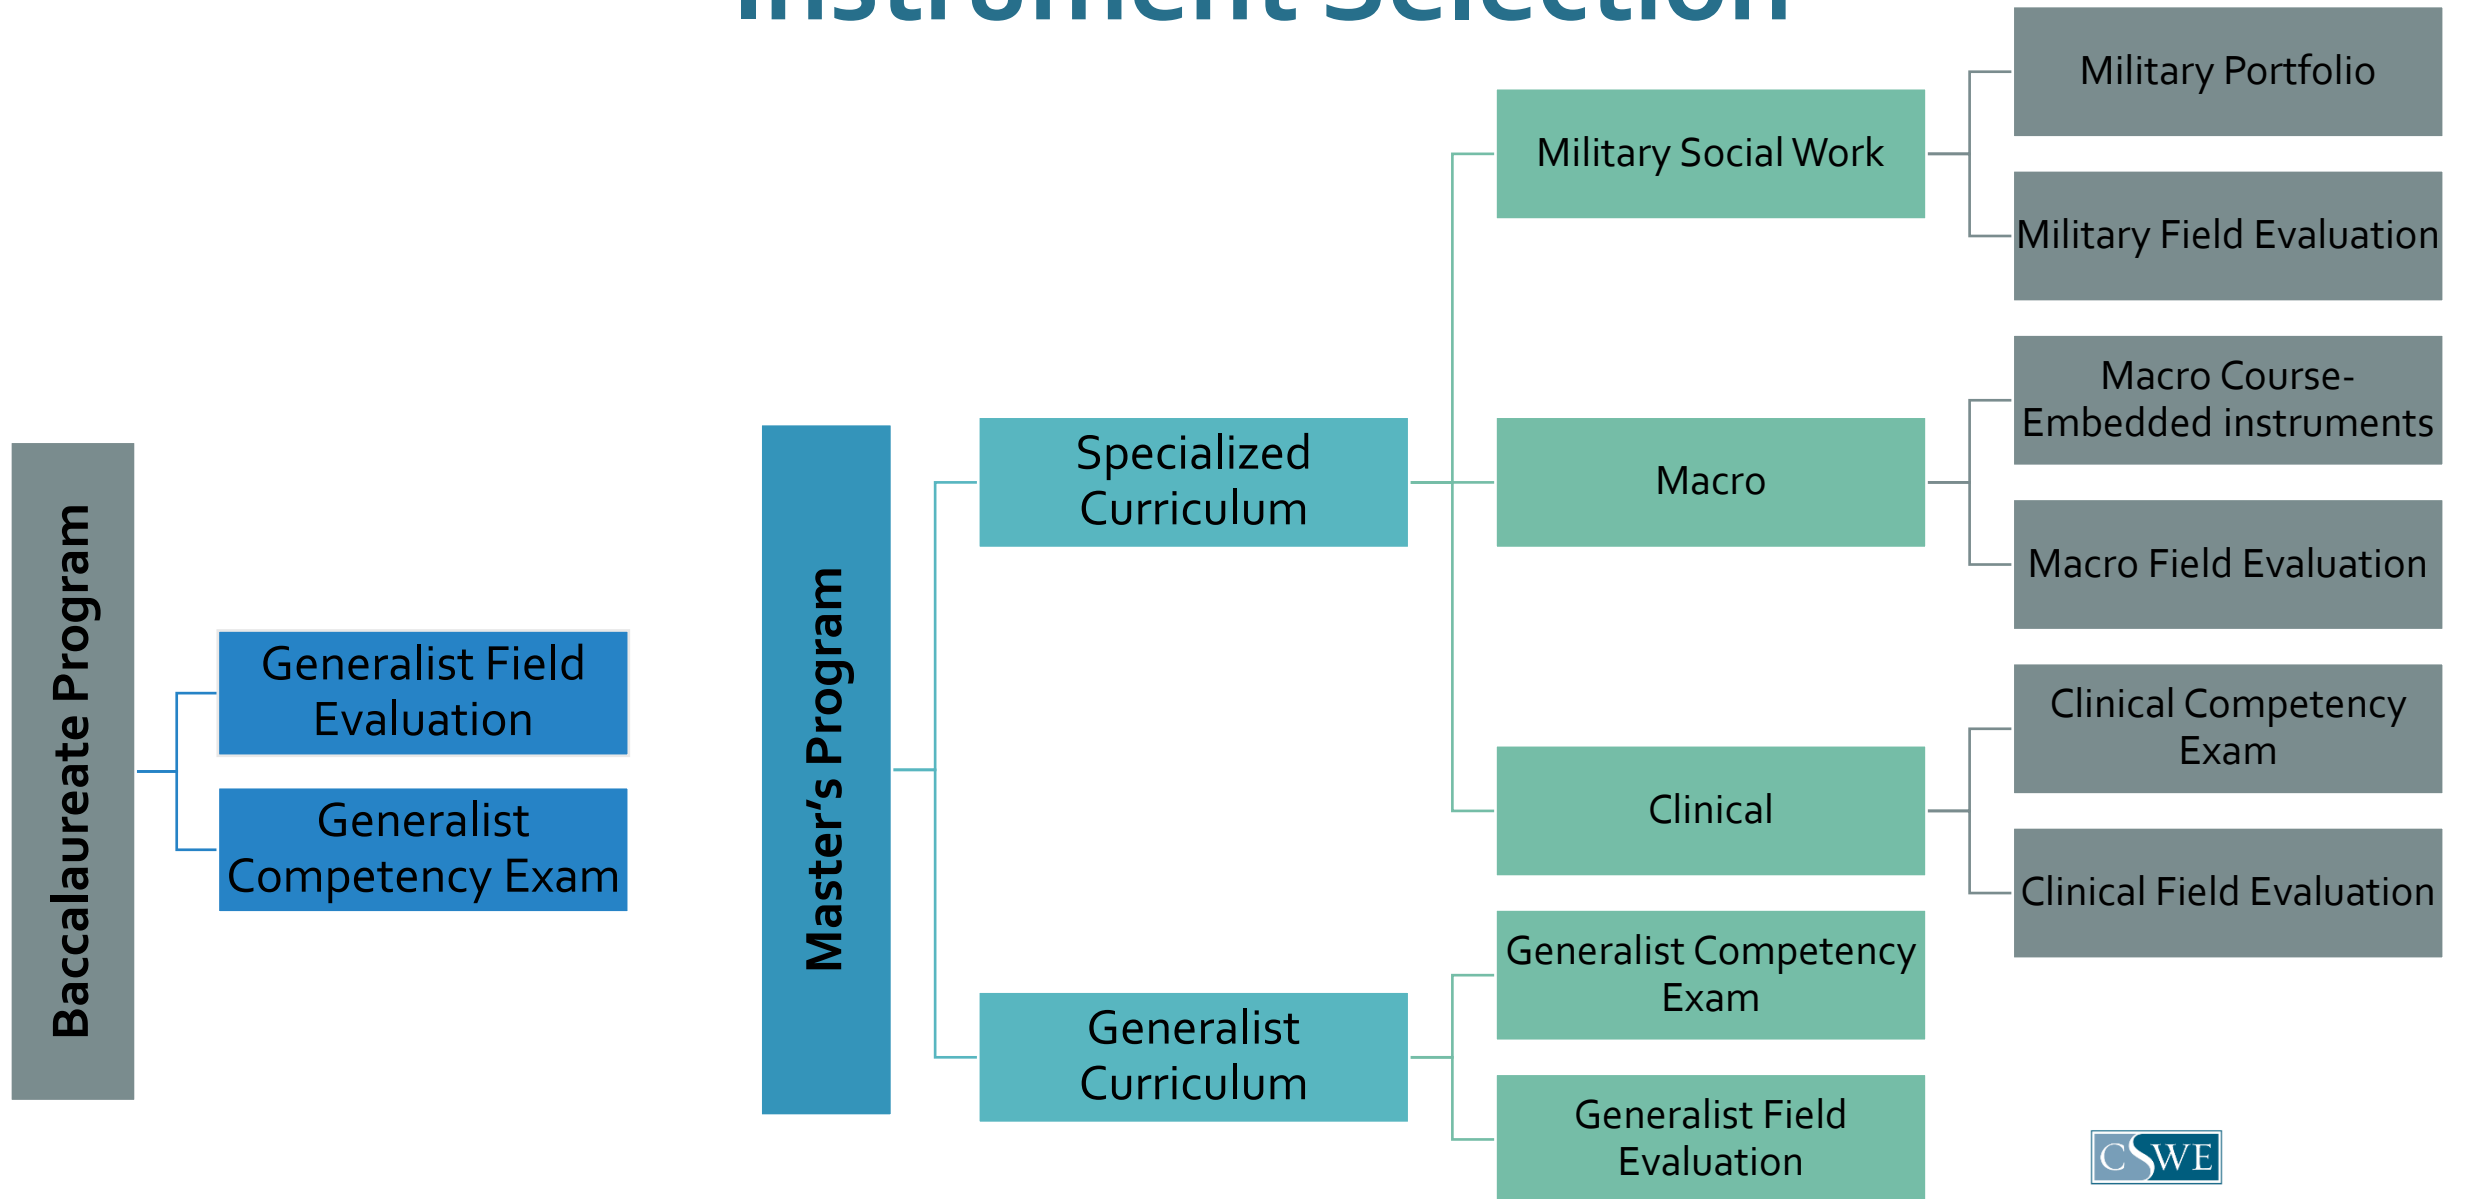 Instrument Selection
Baccalaureate Program
Generalist Field
Evaluation
Generalist
Competency Exam
Master's Program
Specialized
Curriculum
Generalist
Curriculum
Military Social Work
Macro
Clinical
Generalist Competency
Exam
Generalist Field
Evaluation
Military Portfolio
Military Field Evaluation
Macro Course-
Embedded instruments
Macro Field Evaluation
Clinical Competency
Exam
Clinical Field Evaluation
CSWE